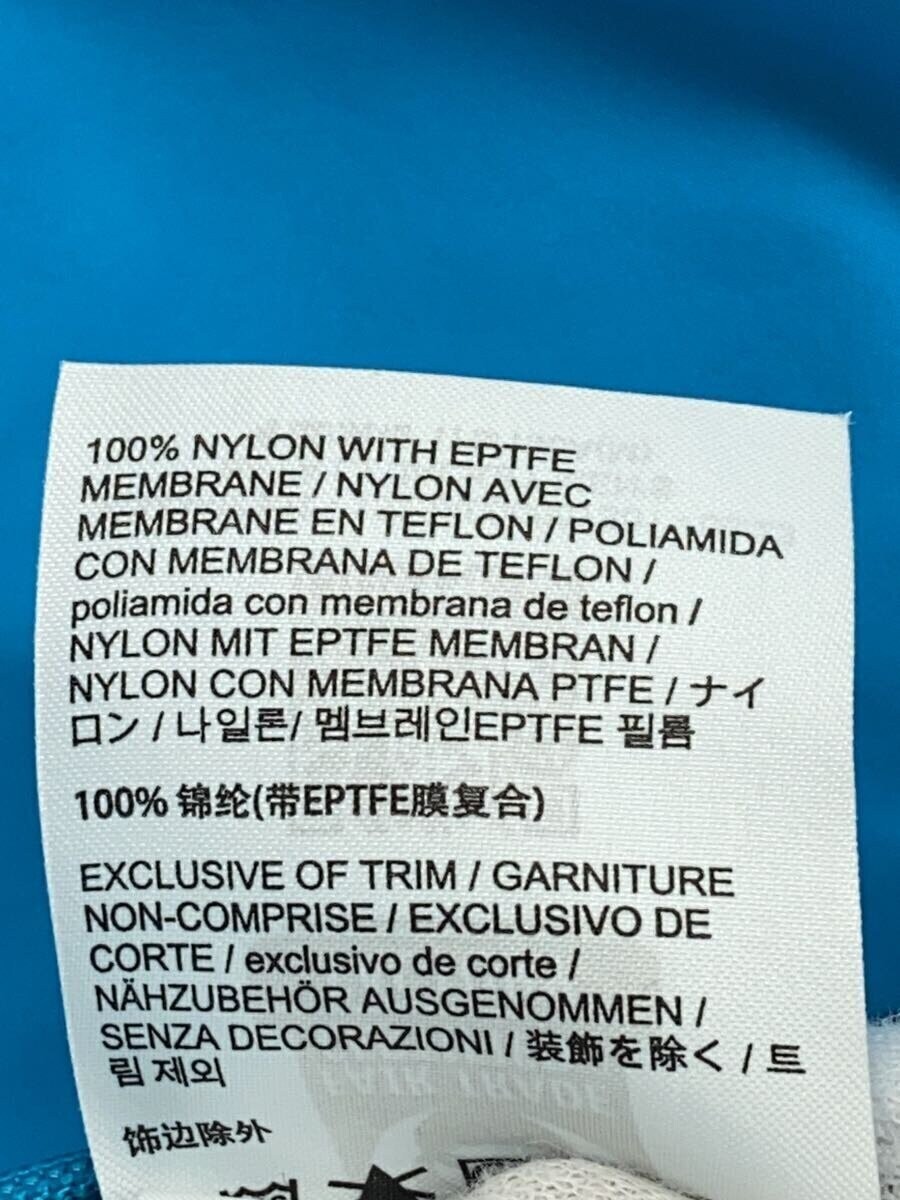 100% NYLON WITH EPTFE
MEMBRANE / NYLON AVEC
MEMBRANE EN TEFLON / POLIAMIDA
CON MEMBRANA DE TEFLON /
poliamida con membrana de teflon /
NYLON MIT EPTFE MEMBRAN /
NYLON CON MEMBRANA PTFE / ナイ
ロン / 나일론/ 멤브레인EPTFE 필름
100% 锦纶(带EPTFE膜复合)
EXCLUSIVE OF TRIM / GARNITURE
NON-COMPRISE / EXCLUSIVO DE
CORTE / exclusivo de corte /
NÄHZUBEHÖR AUSGENOMMEN /
SENZA DECORAZIONI / 装飾を除く / 트
림 제외
饰边除外
FAIR TRADE